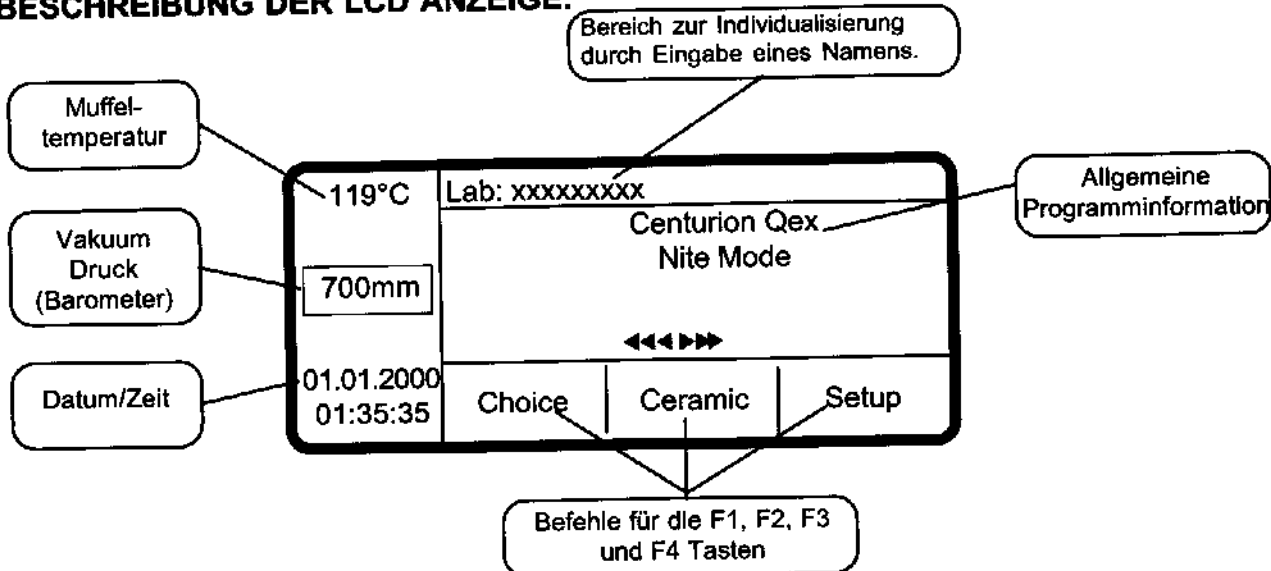 BESCHREIBUNG DER LCD ANZEIGE:
Bereich zur Individualisierung
durch Eingabe eines Namens.
Muffel-
temperatur
119°C
Lab: xxxxxxxxx
Allgemeine
Programminformation
Centurion Qex
Nite Mode
Vakuum
Druck
(Barometer)
700mm
Datum/Zeit
01.01.2000
01:35:35
Choice
Ceramic
Setup
Befehle für die F1, F2, F3
und F4 Tasten